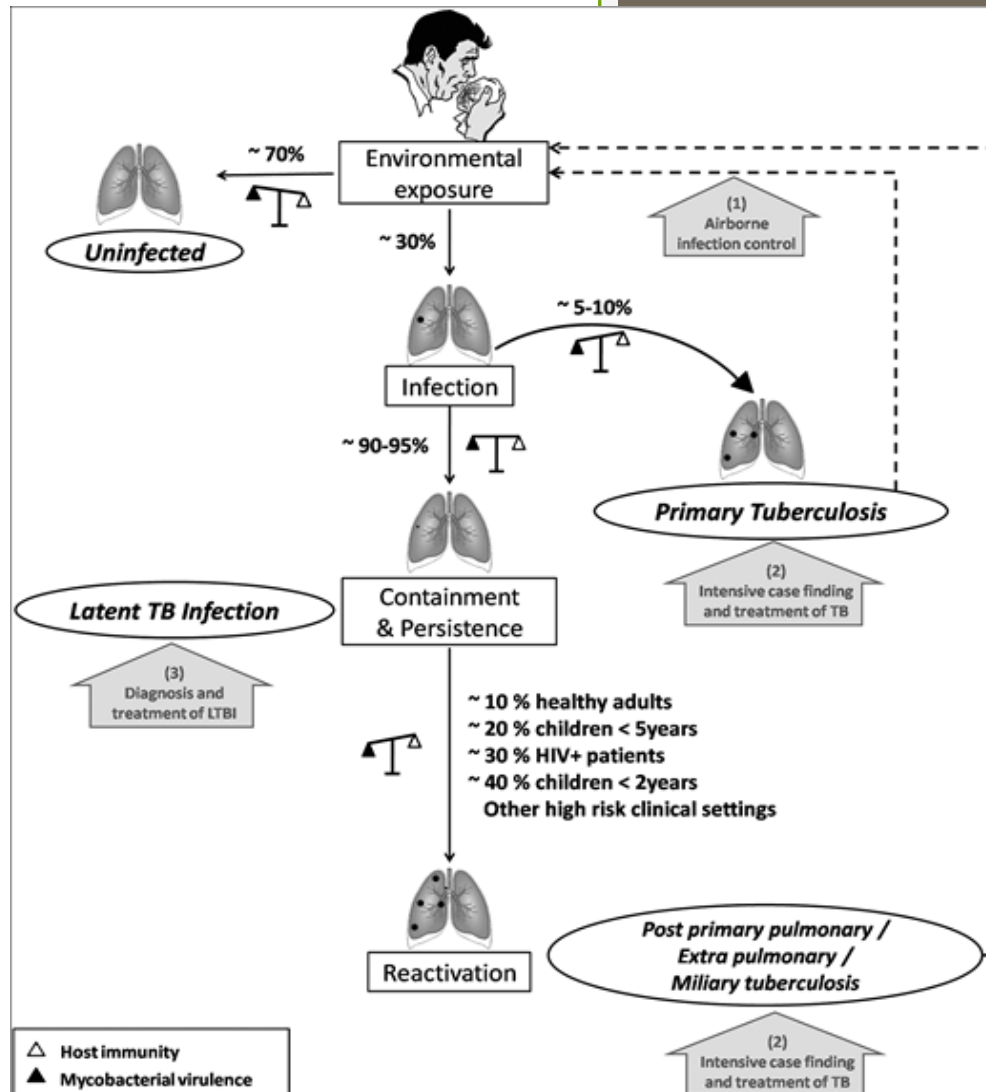 ~ 70%
Environmental
exposure
(1)
Airborne
infection control
Uninfected
~ 30%
~ 5-10%
Infection
~ 90-95%
Primary Tuberculosis
(2)
Intensive case finding
and treatment of TB
Containment
& Persistence
Latent TB Infection
(3)
Diagnosis and
treatment of LTBI
~ 10 % healthy adults
~ 20 % children < 5years
~ 30 % HIV+ patients
~ 40 % children < 2years
Other high risk clinical settings
Reactivation
Post primary pulmonary /
Extra pulmonary /
Miliary tuberculosis
(2)
Intensive case finding
and treatment of TB
Host immunity
Mycobacterial virulence